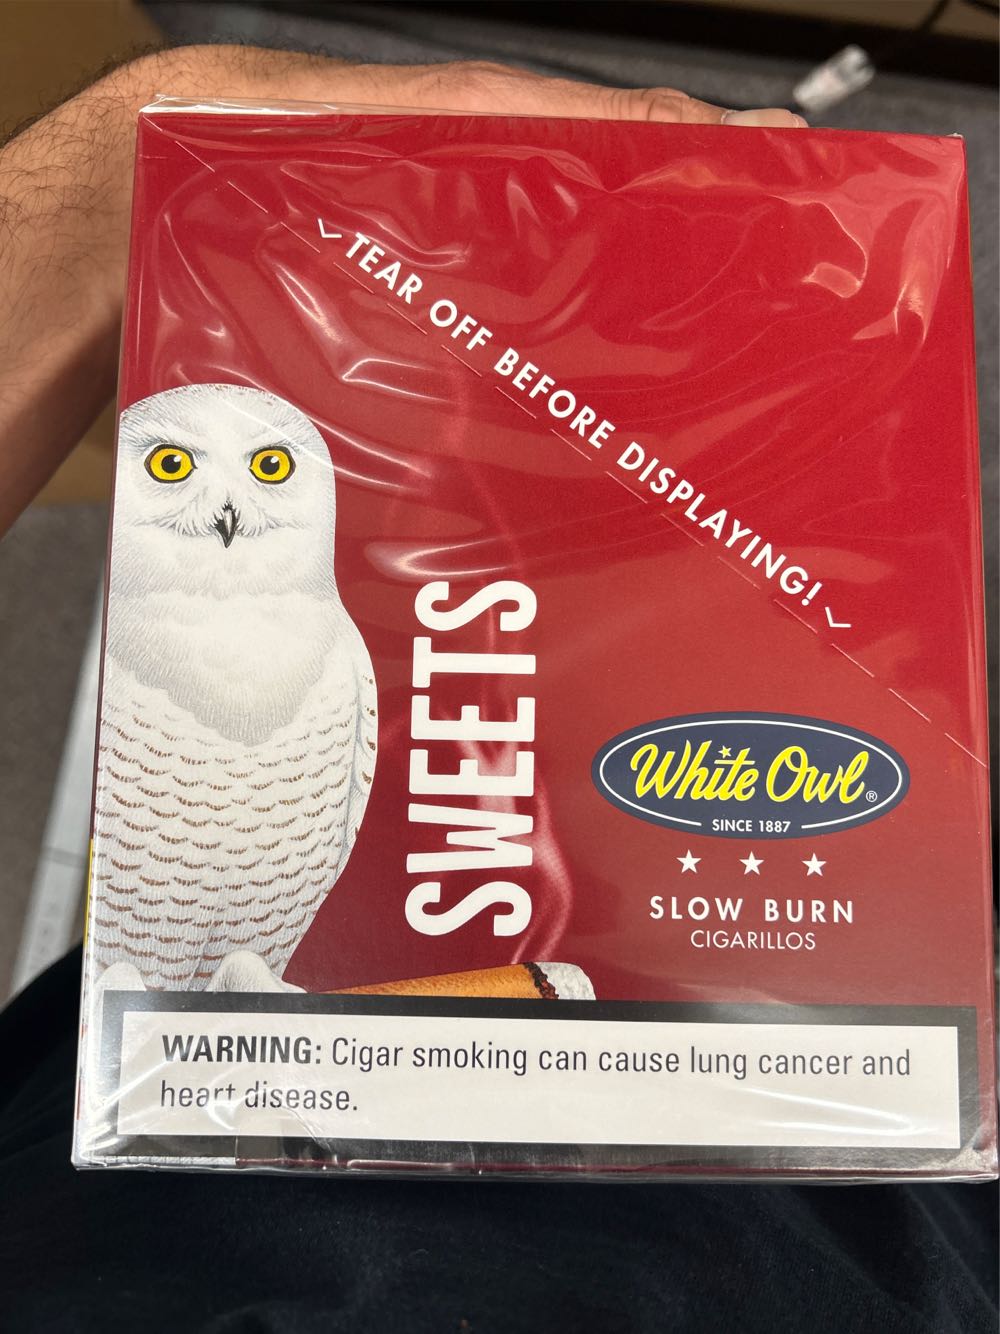 TEAR OFF BEFORE DISPLAYING!
SWEETS
White Owl®
SINCE 1887
SLOW BURN
CIGARILLOS
WARNING: Cigar smoking can cause lung cancer and
heart disease.